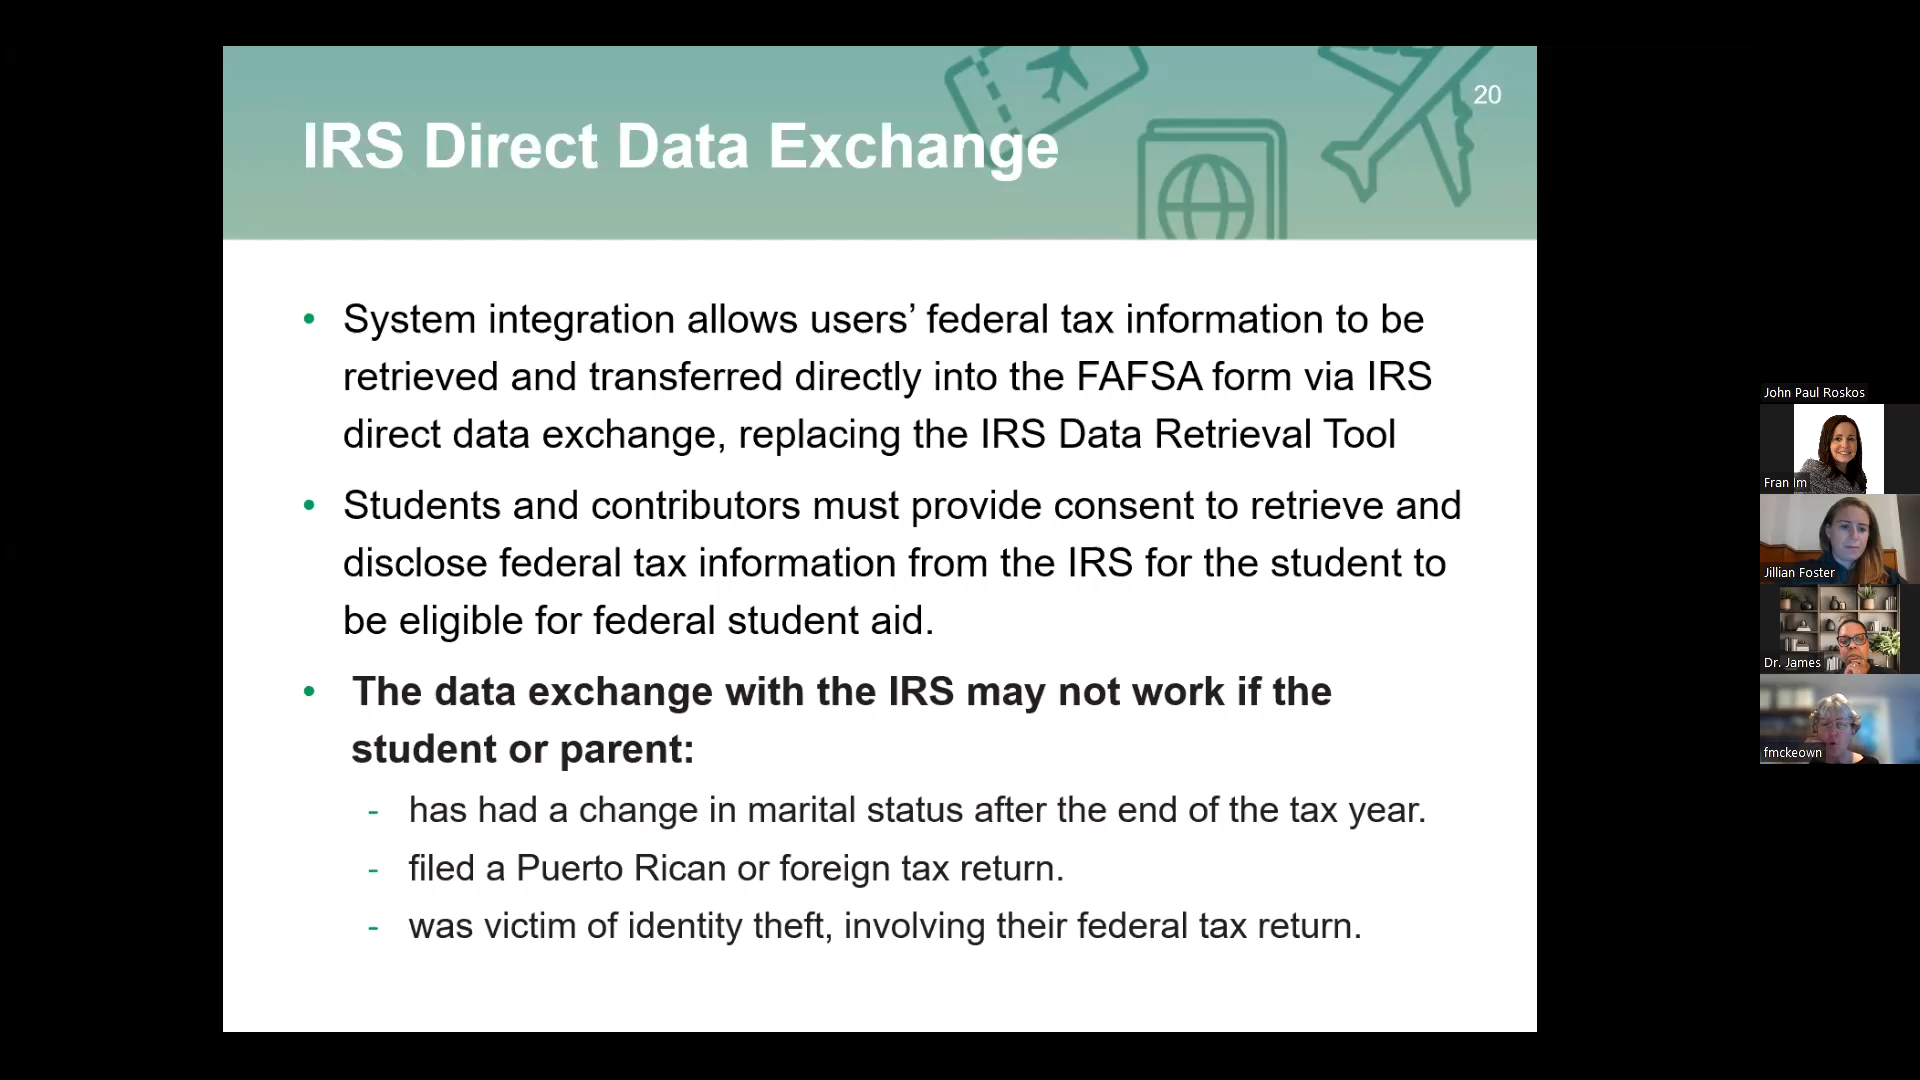 20
IRS Direct Data Exchange
• System integration allows users’ federal tax information to be
retrieved and transferred directly into the FAFSA form via IRS
direct data exchange, replacing the IRS Data Retrieval Tool
• Students and contributors must provide consent to retrieve and
disclose federal tax information from the IRS for the student to
be eligible for federal student aid.
• The data exchange with the IRS may not work if the
student or parent:
- has had a change in marital status after the end of the tax year.
- filed a Puerto Rican or foreign tax return.
- was victim of identity theft, involving their federal tax return.
John Paul Roskos
Fran Im
Jillian Foster
Dr. James
fmckeown